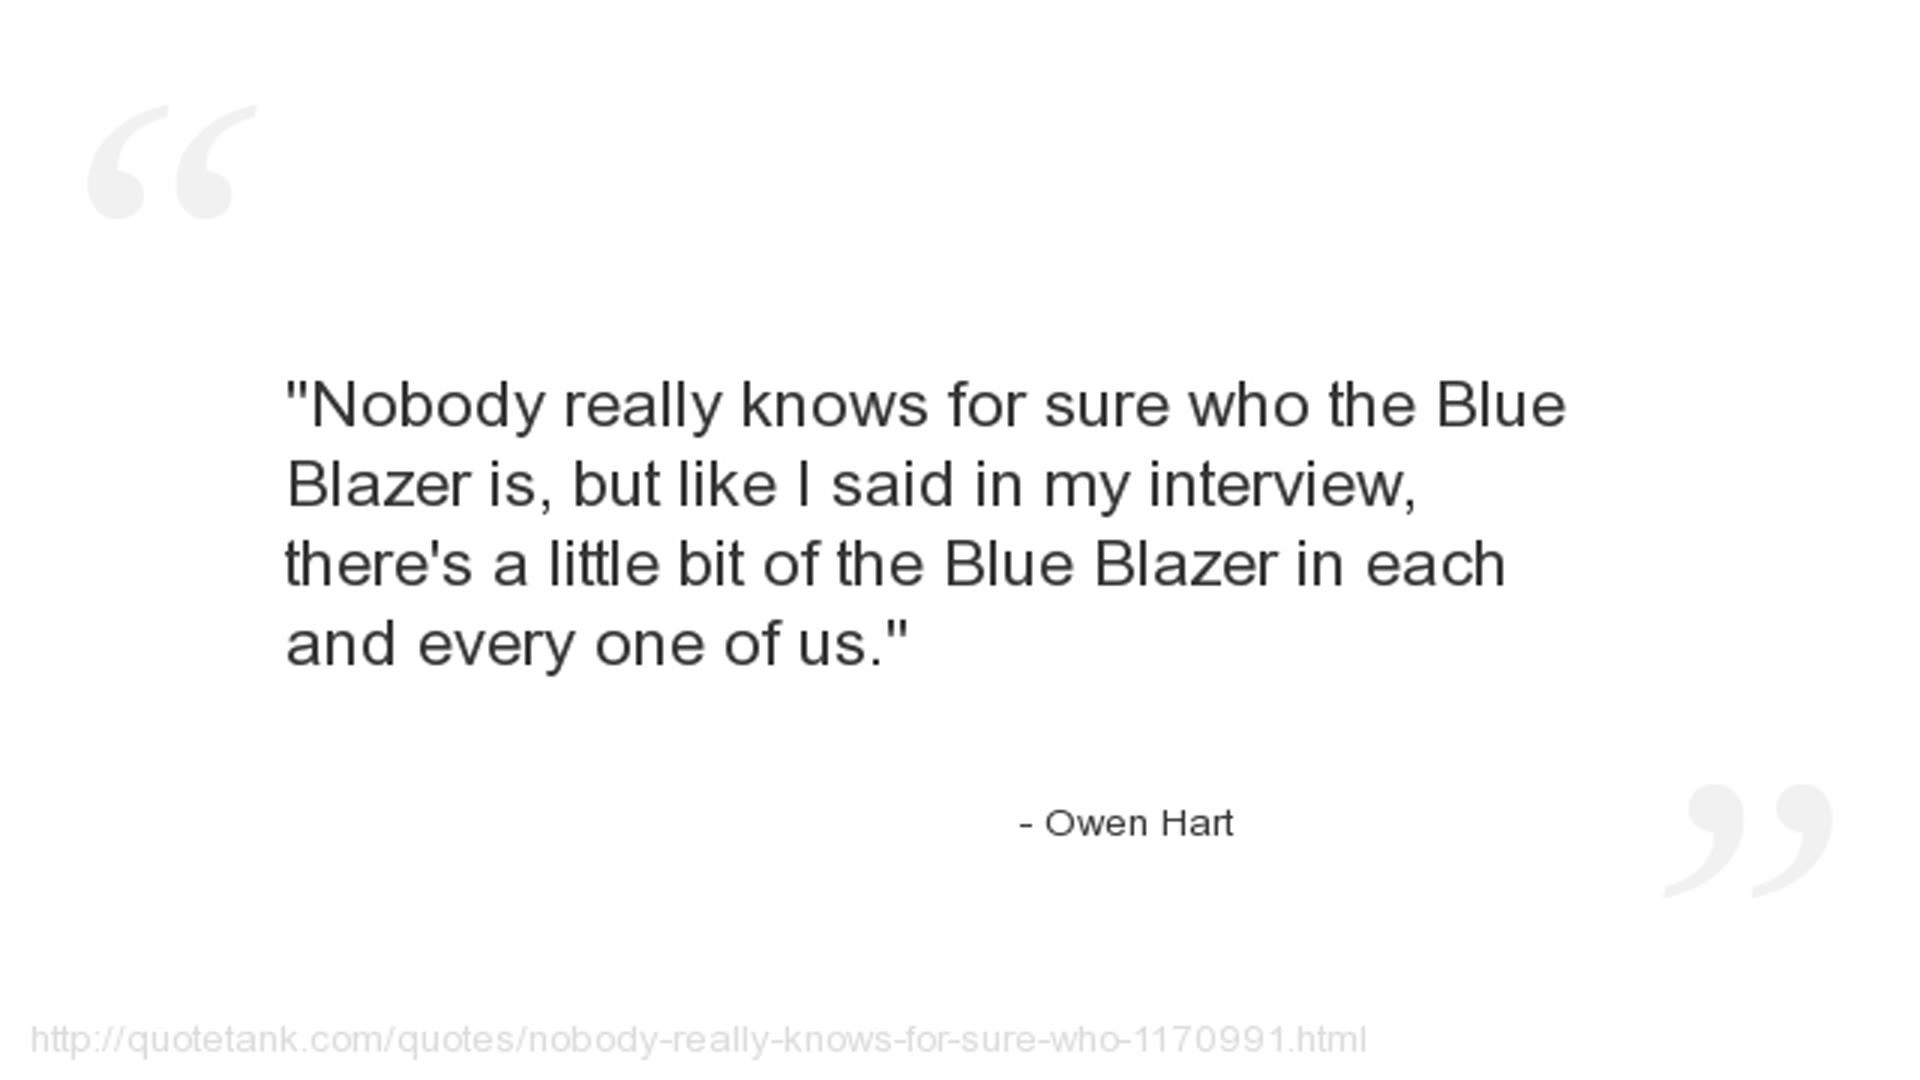 “
"Nobody really knows for sure who the Blue
Blazer is, but like I said in my interview,
there's a little bit of the Blue Blazer in each
and every one of us."
- Owen Hart
”
http://quotetank.com/quotes/nobody-really-knows-for-sure-who-1170991.html